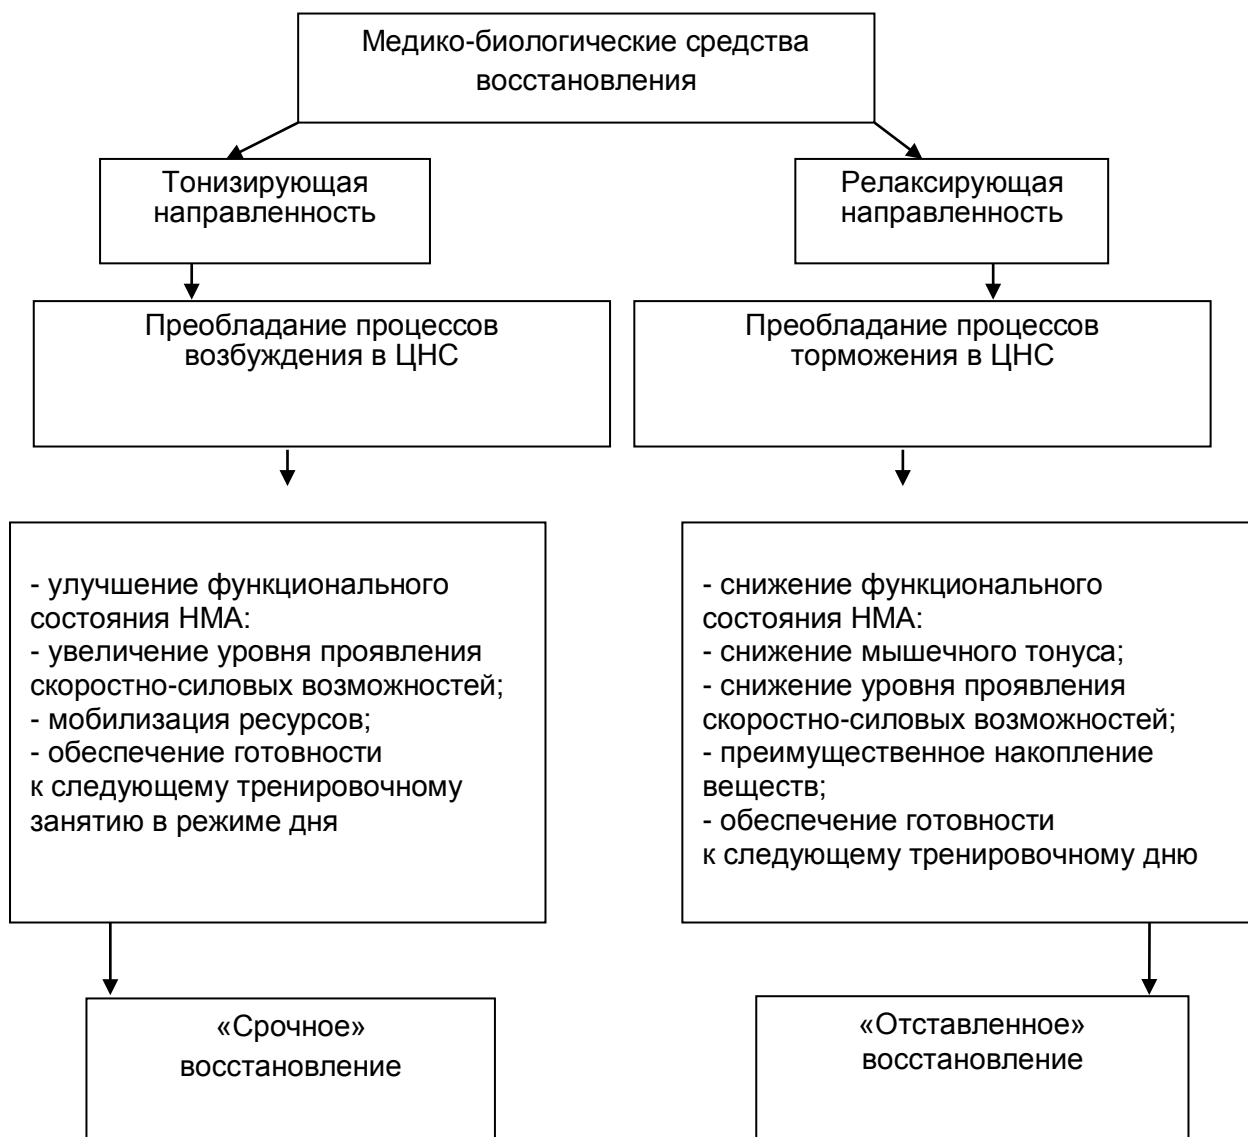 Медико-биологические средства
восстановления
Тонизирующая
направленность
Релаксирующая
направленность
Преобладание процессов
возбуждения в ЦНС
Преобладание процессов
торможения в ЦНС
- улучшение функционального
состояния НМА:
- увеличение уровня проявления
скоростно-силовых возможностей;
- мобилизация ресурсов;
- обеспечение готовности
к следующему тренировочному
занятию в режиме дня
- снижение функционального
состояния НМА:
- снижение мышечного тонуса;
- снижение уровня проявления
скоростно-силовых возможностей;
- преимущественное накопление
веществ;
- обеспечение готовности
к следующему тренировочному дню
«Срочное»
восстановление
«Отставленное»
восстановление